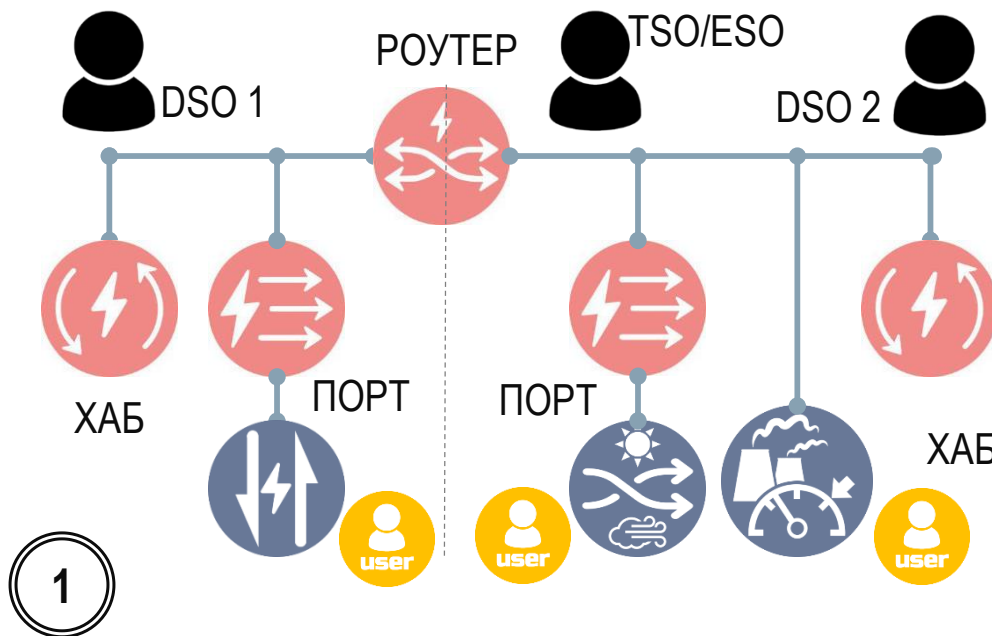 TSO/ESO
РОУТЕР
DSO 1
DSO 2
ХАБ
ПОРТ
ПОРТ
ХАБ
user
user
user
1